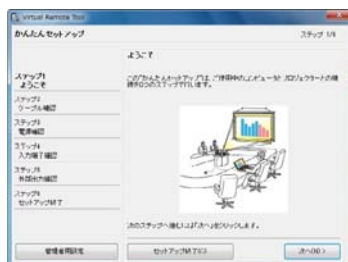 Virtual Remote Tool
かんたんセットアップ
ステップ 1/6
ようこそ
ステップ1
ようこそ
ステップ2
ケーブル確認
ステップ3
電源確認
ステップ4
入力端子確認
ステップ5
外部出力確認
ステップ6
セットアップ終了
この"かんたんセットアップ"は、ご使用中のコンピュータと プロジェクターとの接
続を6つのステップで行います。
次のステップへ進むには「次へ」をクリックします。
管理者用設定
セットアップ終了
次へ